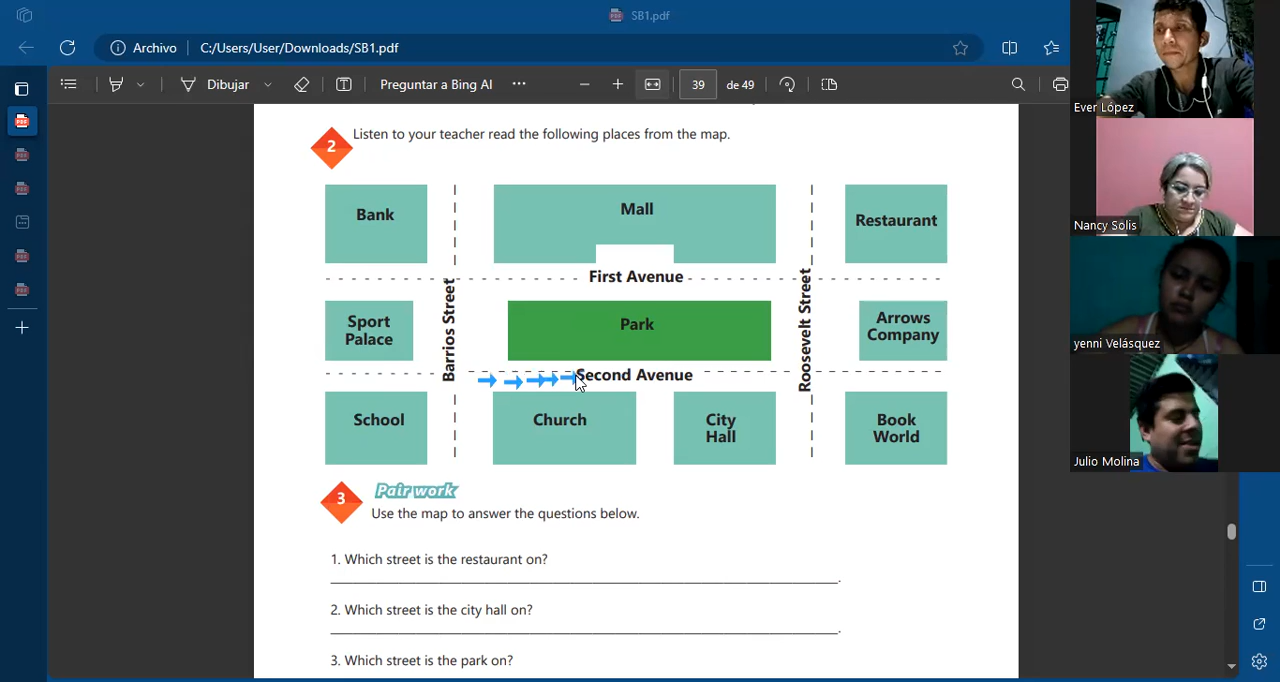 SB1.pdf
Archivo C:/Users/User/Downloads/SB1.pdf
Dibujar Preguntar a Bing AI 39 de 49
2 Listen to your teacher read the following places from the map.
Bank Mall Restaurant
First Avenue
Barrios Street
Roosevelt Street
Sport
Palace
Park
Arrows
Company
Second Avenue
School Church
City
Hall
Book
World
3 Pair work
Use the map to answer the questions below.
1. Which street is the restaurant on?
2. Which street is the city hall on?
3. Which street is the park on?
Ever López
Nancy Solis
yenni Velásquez
Julio Molina